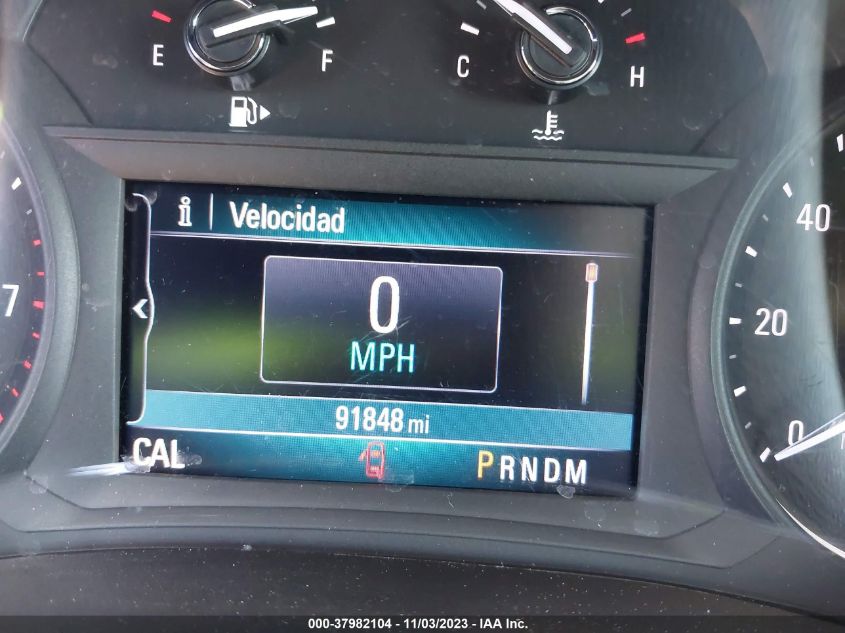 E F C H
i Velocidad
0
MPH
91848 mi
CAL PRNDM
7
40
20
0
000-37982104 - 11/03/2023 - IAA Inc.